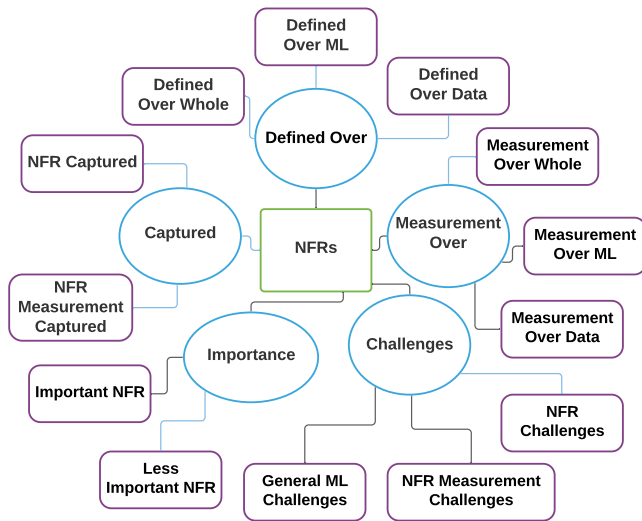 Defined
Over ML
Defined
Over Whole
Defined
Over Data
Defined Over
NFR Captured
Measurement
Over Whole
Captured
NFRs
Measurement
Over
Measurement
Over ML
NFR
Measurement
Captured
Measurement
Over Data
Importance
Challenges
Important NFR
NFR
Challenges
Less
Important NFR
General ML
Challenges
NFR Measurement
Challenges